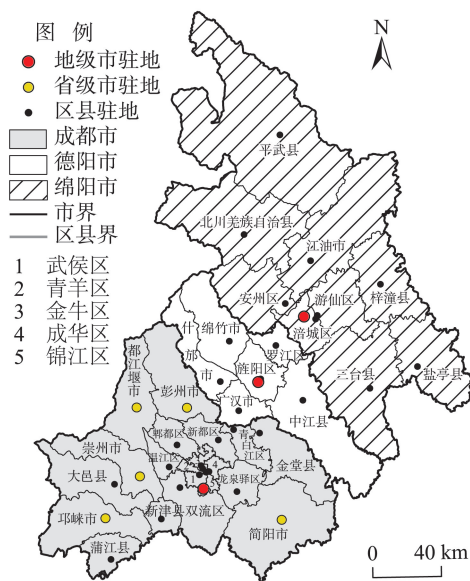 图 例
地级市驻地
省级市驻地
区县驻地
成都市
德阳市
绵阳市
市界
区县界
1 武侯区
2 青羊区
3 金牛区
4 成华区
5 锦江区
N
平武县
北川羌族自治县
江油市
安州区
游仙区
梓潼县
涪城区
什邡市
绵竹市
罗江区
旌阳区
三台县
盐亭县
广汉市
中江县
都江堰市
彭州市
郫都区
新都区
青白江区
崇州市
温江区
4
1
金堂县
大邑县
龙泉驿区
邛崃市
新津县
双流区
简阳市
蒲江县
0 40 km